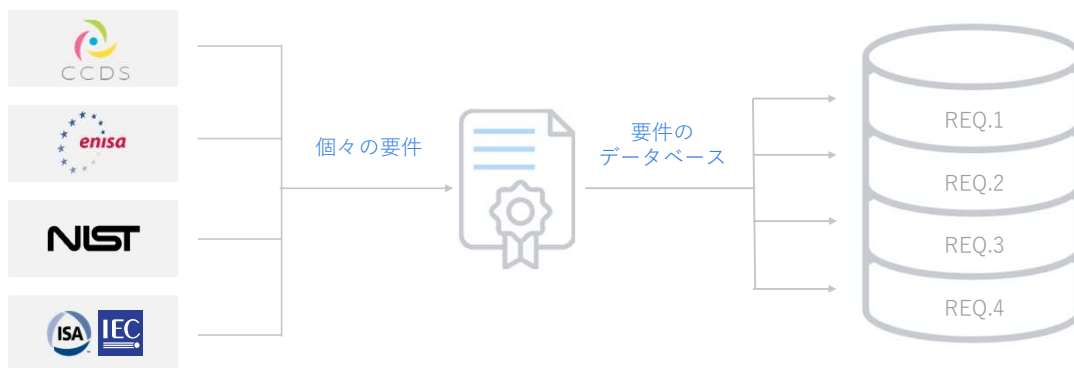 CCDS
enisa
NIST
ISA IEC
個々の要件
要件の
データベース
REQ.1
REQ.2
REQ.3
REQ.4